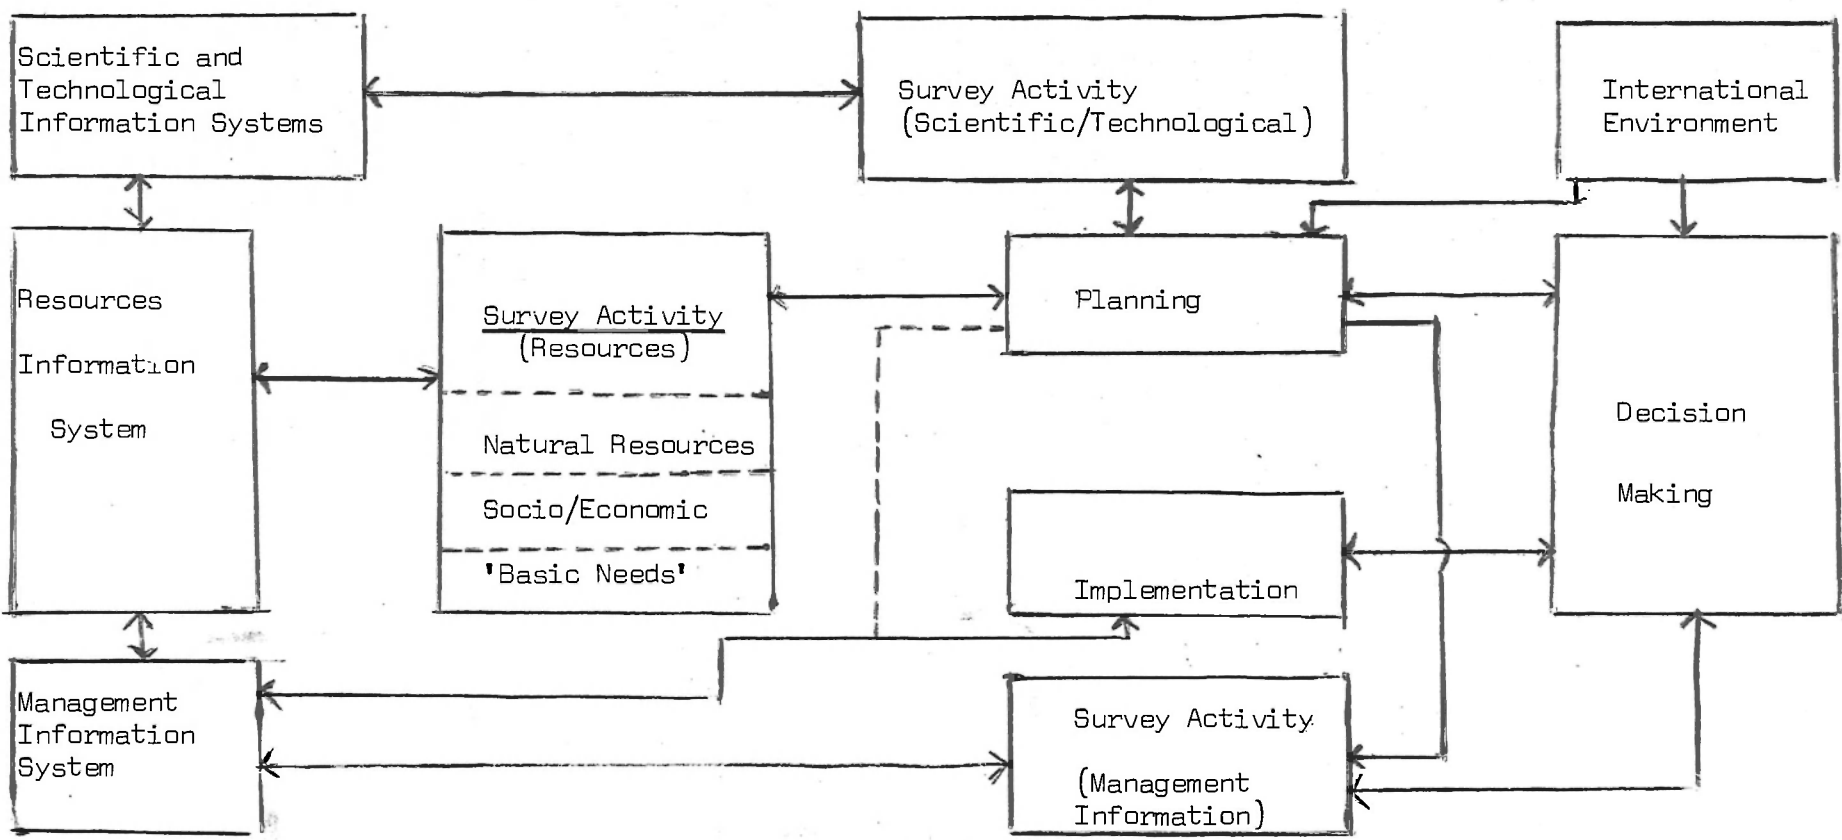 Scientific and
Technological
Information Systems
Survey Activity
(Scientific/Technological)
International
Environment
Resources
Information
System
Survey Activity
(Resources)
Natural Resources
Socio/Economic
'Basic Needs'
Planning
Decision
Making
Implementation
Management
Information
System
Survey Activity
(Management
Information)